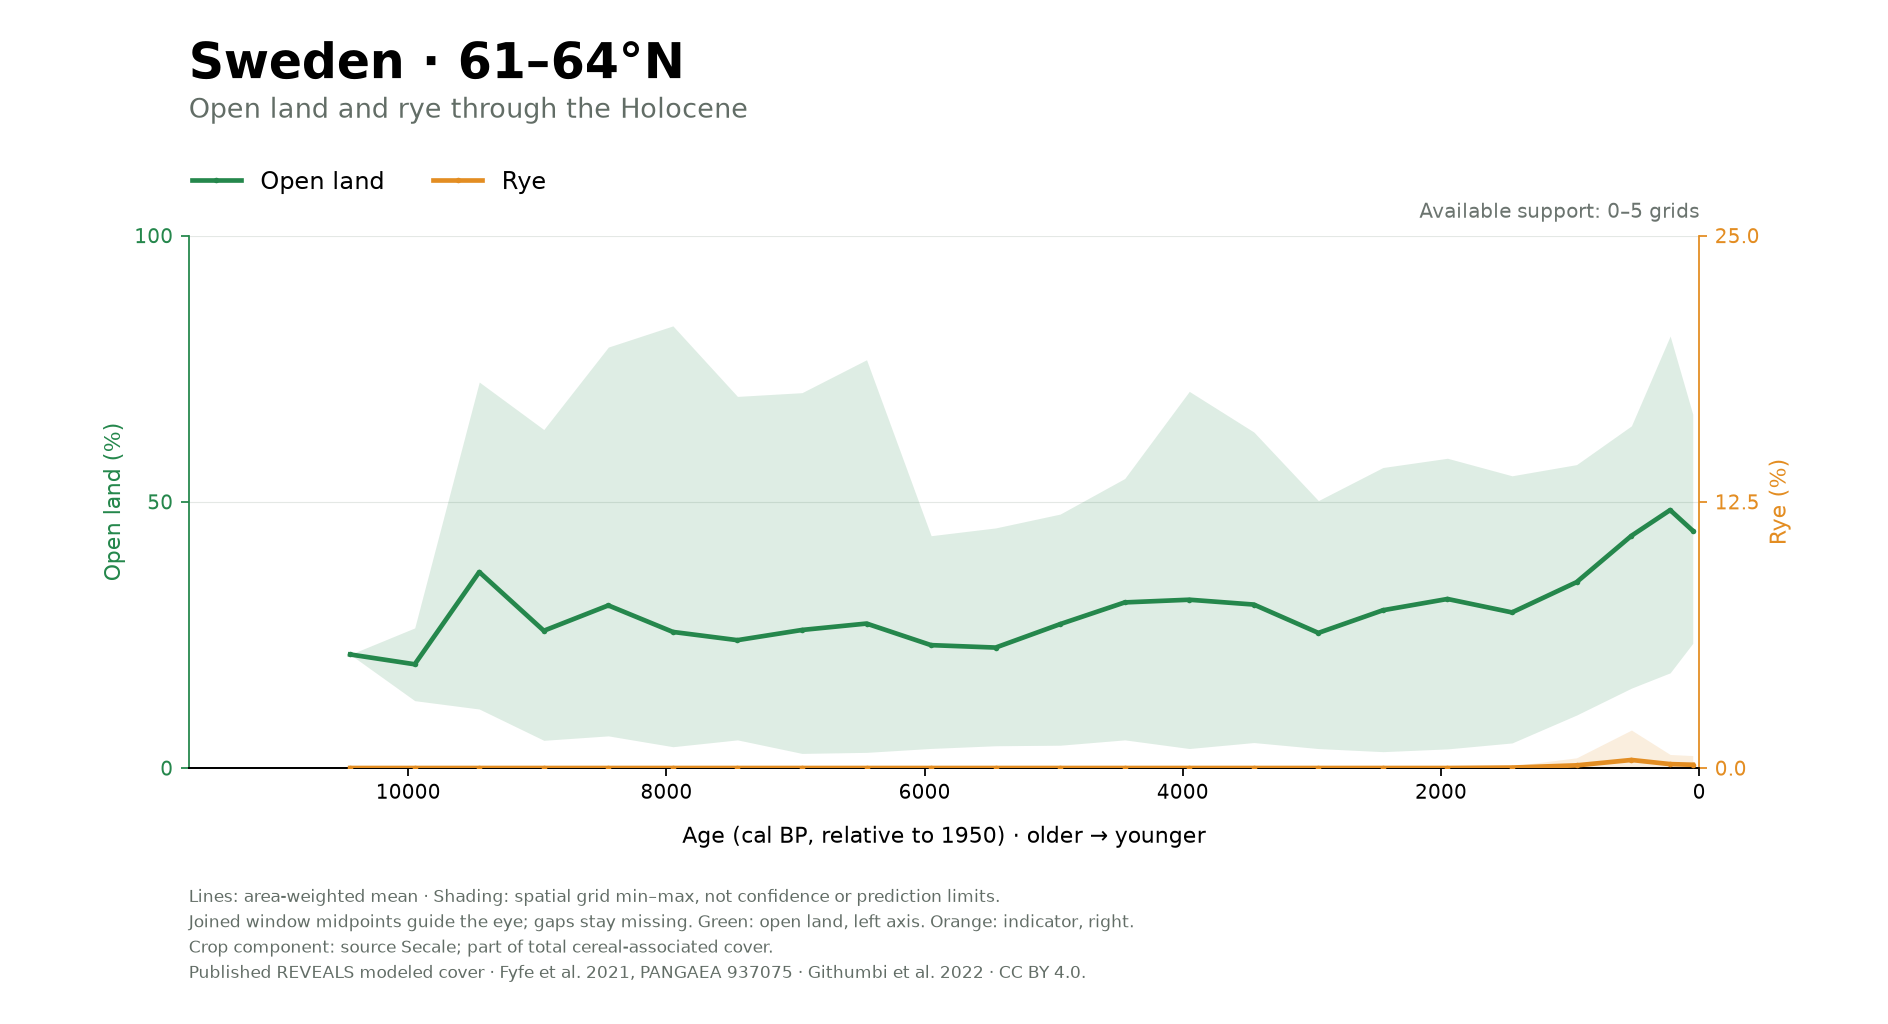 Sweden · 61–64°N
Open land and rye through the Holocene
Open land
Rye
Available support: 0–5 grids
100
50
0
Open land (%)
25.0
12.5
0.0
Rye (%)
10000
8000
6000
4000
2000
0
Age (cal BP, relative to 1950) · older → younger
Lines: area-weighted mean · Shading: spatial grid min–max, not confidence or prediction limits.
Joined window midpoints guide the eye; gaps stay missing. Green: open land, left axis. Orange: indicator, right.
Crop component: source Secale; part of total cereal-associated cover.
Published REVEALS modeled cover · Fyfe et al. 2021, PANGAEA 937075 · Githumbi et al. 2022 · CC BY 4.0.